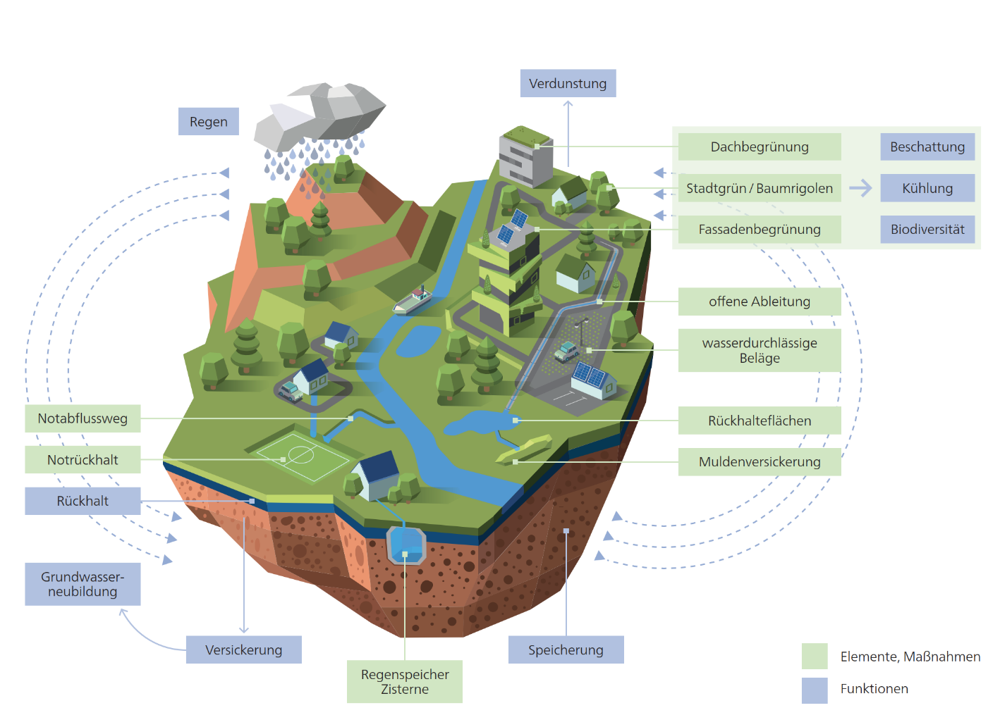 Verdunstung
Regen
Dachbegrünung
Beschattung
Stadtgrün / Baumrigolen
Kühlung
Fassadenbegrünung
Biodiversität
offene Ableitung
wasserdurchlässige
Beläge
Notabflussweg
Rückhalteflächen
Notrückhalt
Muldenversickerung
Rückhalt
Grundwasser-
neubildung
Versickerung
Speicherung
Regenspeicher
Zisterne
Elemente, Maßnahmen
Funktionen